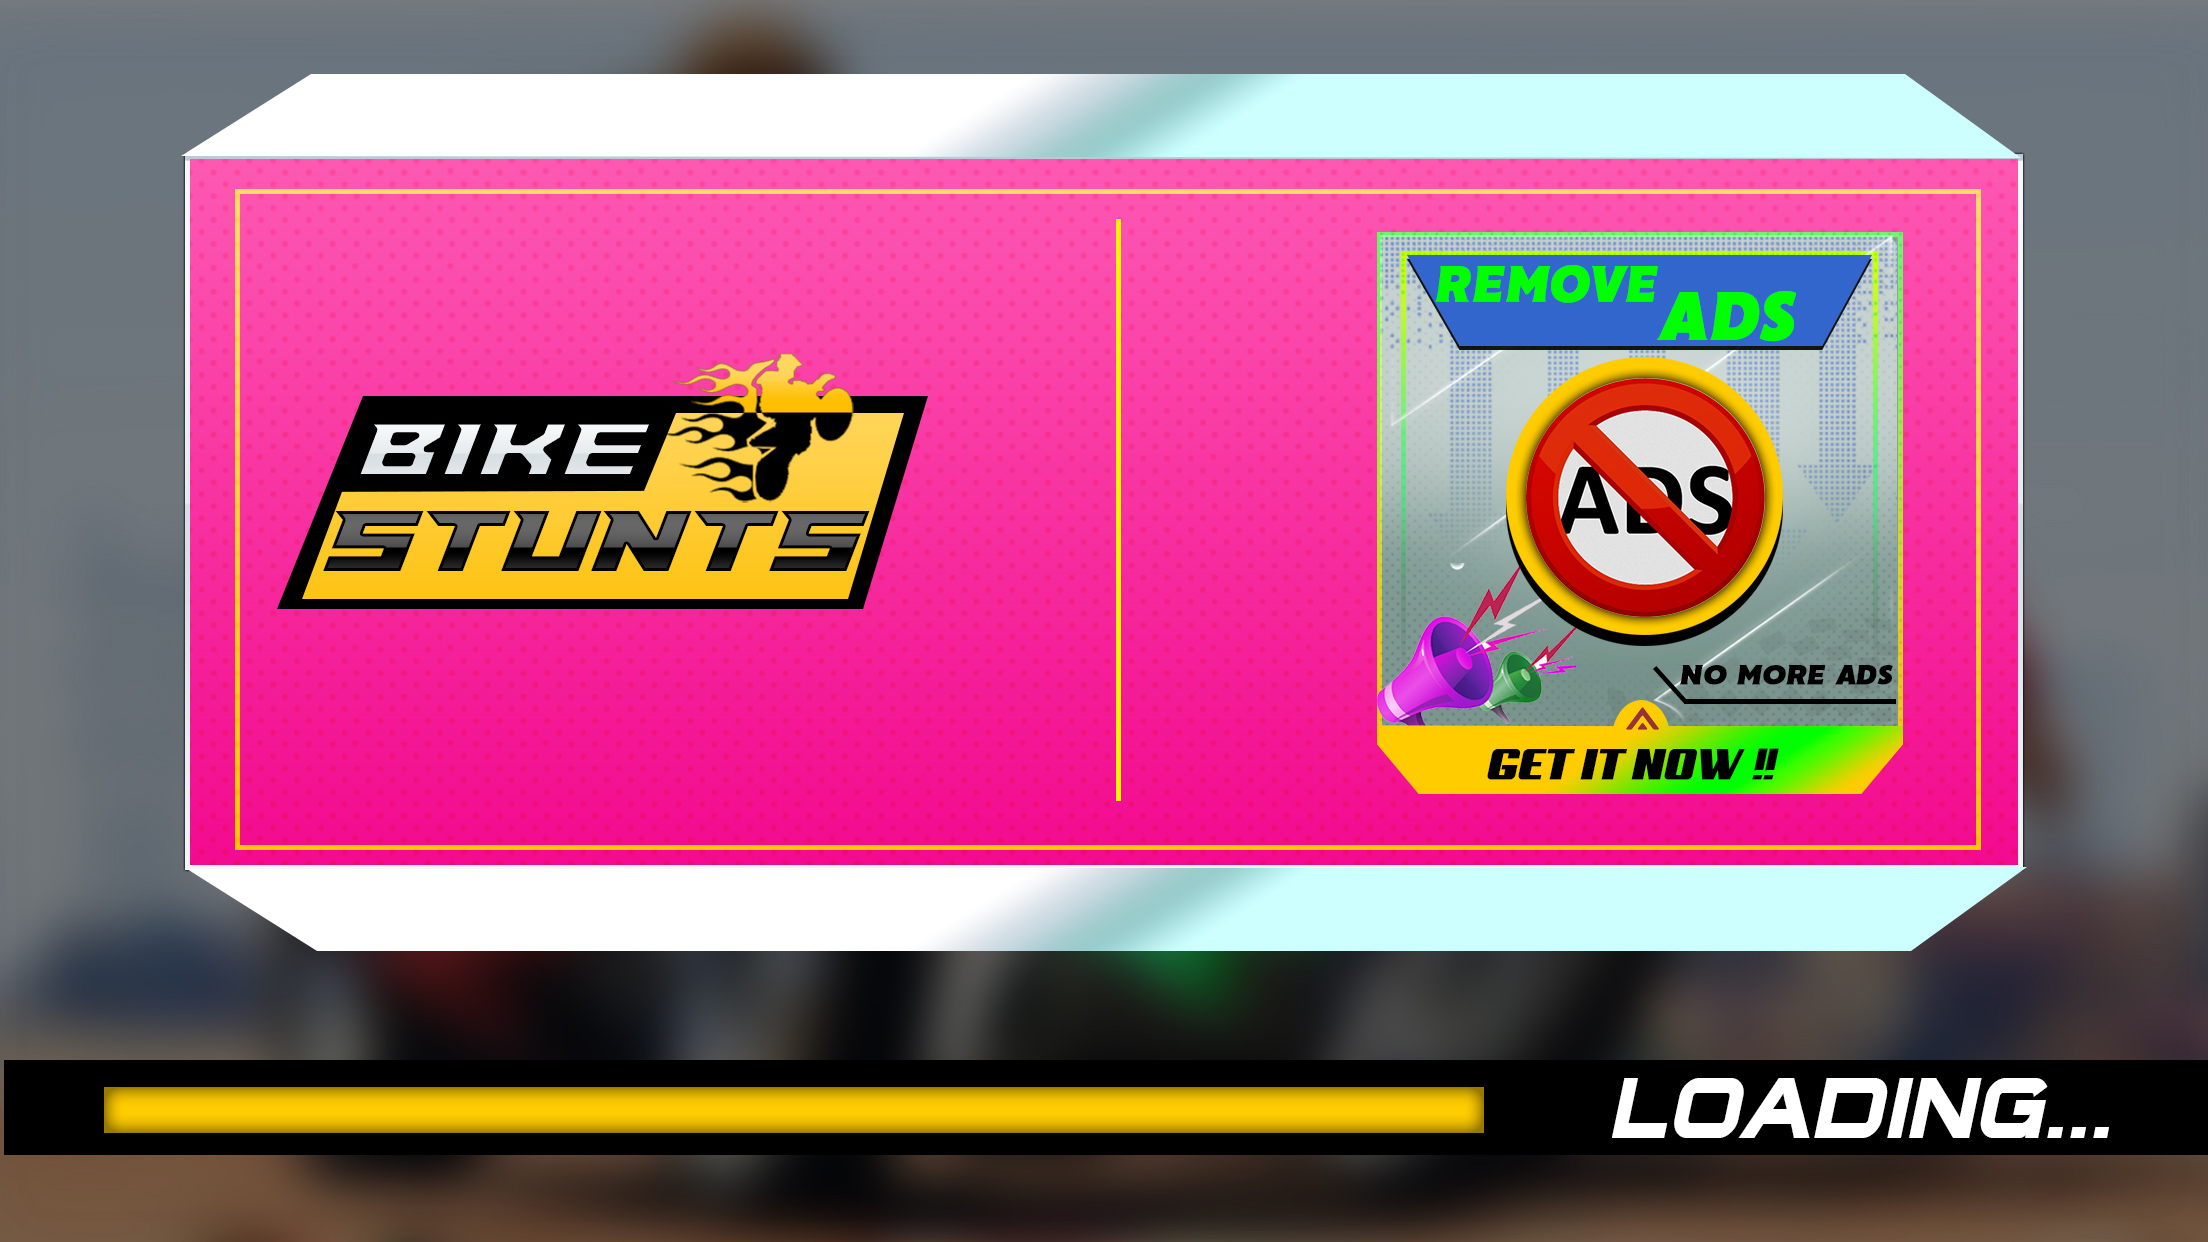 BIKE
STUNTS
REMOVE
ADS
ADS
NO MORE ADS
GET IT NOW !!
LOADING...